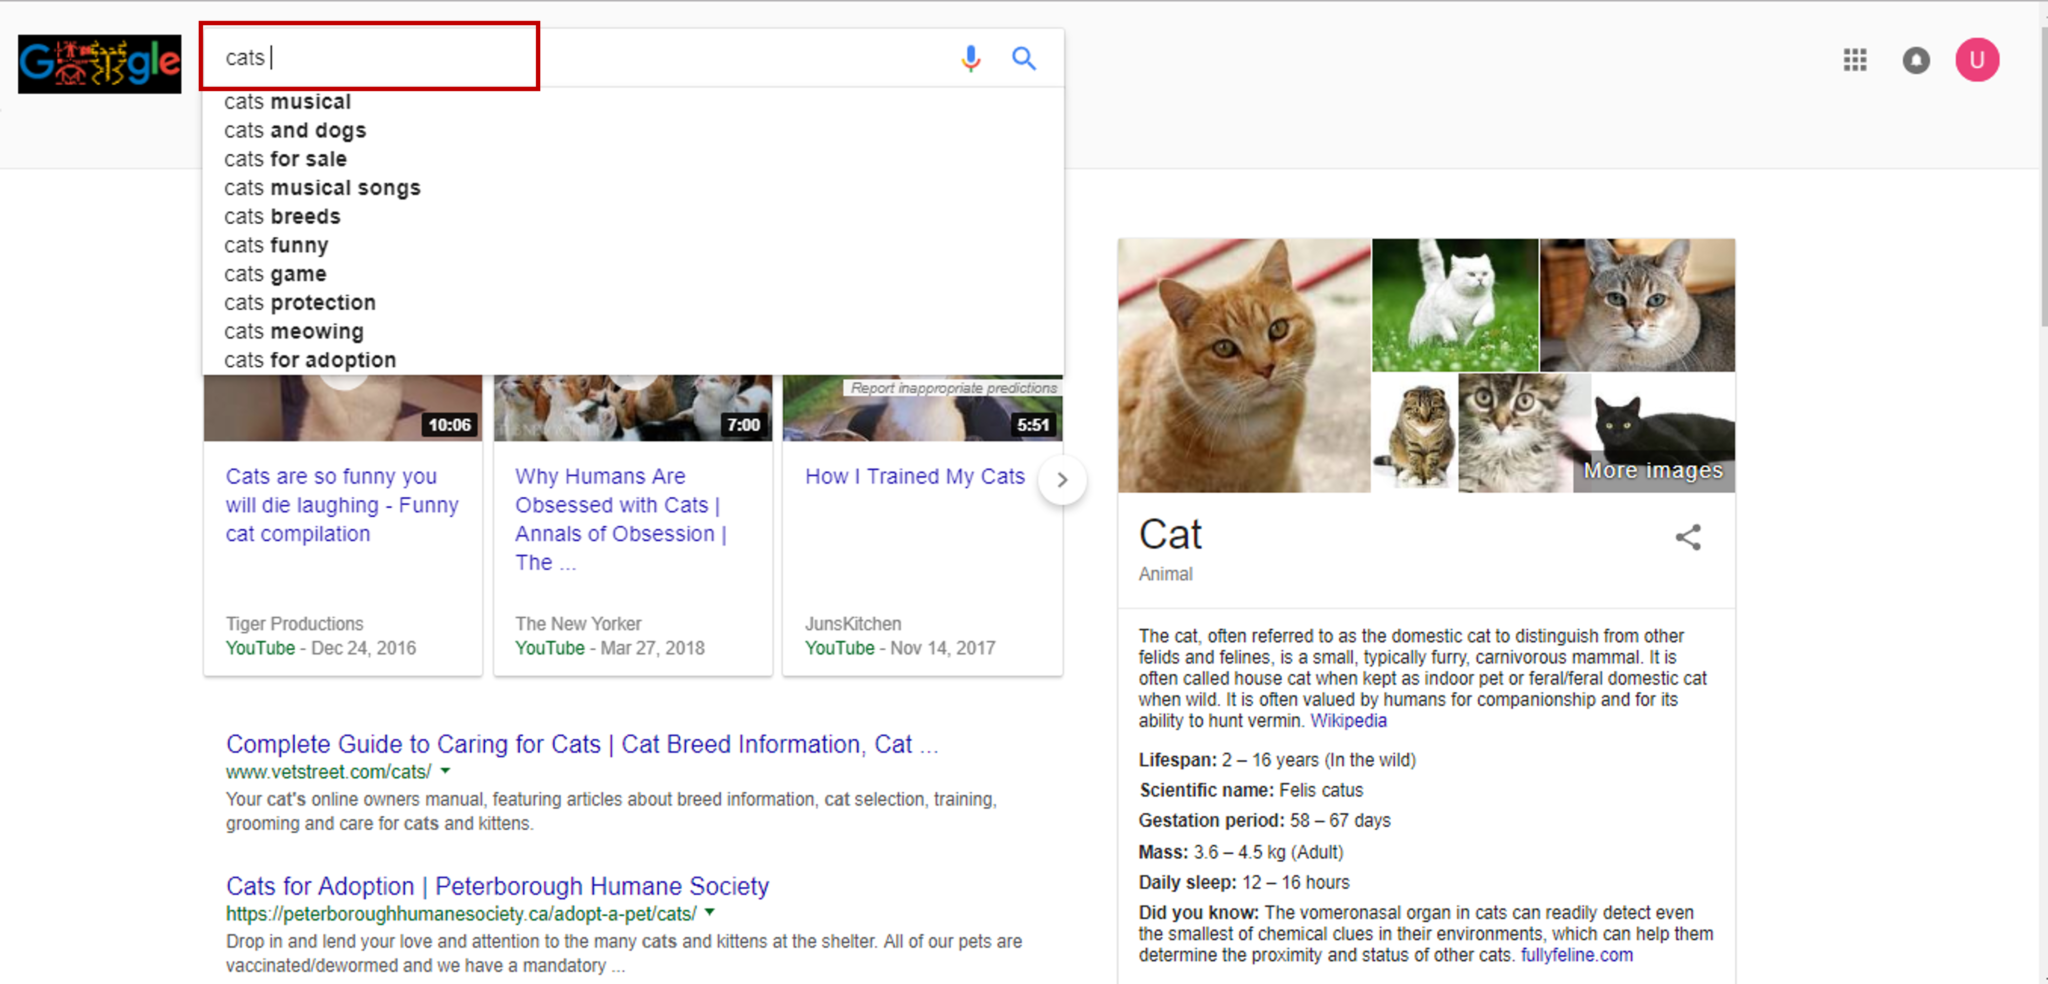 Google
cats
U
cats musical
cats and dogs
cats for sale
cats musical songs
cats breeds
cats funny
cats game
cats protection
cats meowing
cats for adoption
Report inappropriate predictions
10:06
7:00
5:51
Cats are so funny you
will die laughing - Funny
cat compilation
Tiger Productions
YouTube - Dec 24, 2016
Why Humans Are
Obsessed with Cats |
Annals of Obsession |
The ...
The New Yorker
YouTube - Mar 27, 2018
How I Trained My Cats
JunsKitchen
YouTube - Nov 14, 2017
Complete Guide to Caring for Cats | Cat Breed Information, Cat ...
www.vetstreet.com/cats/
Your cat's online owners manual, featuring articles about breed information, cat selection, training,
grooming and care for cats and kittens.
Cats for Adoption | Peterborough Humane Society
https://peterboroughhumanesociety.ca/adopt-a-pet/cats/
Drop in and lend your love and attention to the many cats and kittens at the shelter. All of our pets are
vaccinated/dewormed and we have a mandatory ...
More images
Cat
Animal
The cat, often referred to as the domestic cat to distinguish from other
felids and felines, is a small, typically furry, carnivorous mammal. It is
often called house cat when kept as indoor pet or feral/feral domestic cat
when wild. It is often valued by humans for companionship and for its
ability to hunt vermin. Wikipedia
Lifespan: 2 – 16 years (In the wild)
Scientific name: Felis catus
Gestation period: 58 – 67 days
Mass: 3.6 – 4.5 kg (Adult)
Daily sleep: 12 – 16 hours
Did you know: The vomeronasal organ in cats can readily detect even
the smallest of chemical clues in their environments, which can help them
determine the proximity and status of other cats. fullyfeline.com